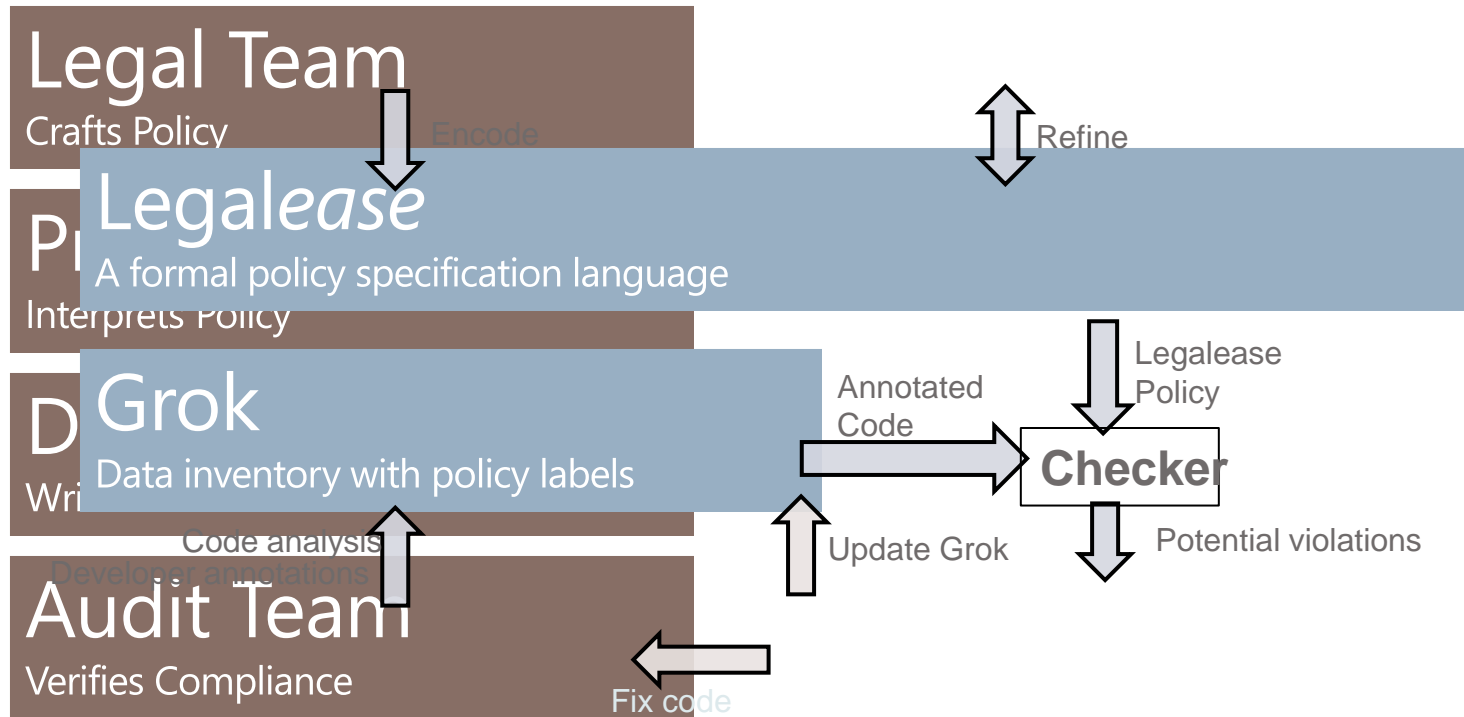 Legal Team
Crafts Policy
Encode
Refine
Legalease
A formal policy specification language
Interprets Policy
Legalease
Policy
Grok
Data inventory with policy labels
Annotated
Code
Checker
Code analysis
Developer annotations
Update Grok
Potential violations
Audit Team
Verifies Compliance
Fix code